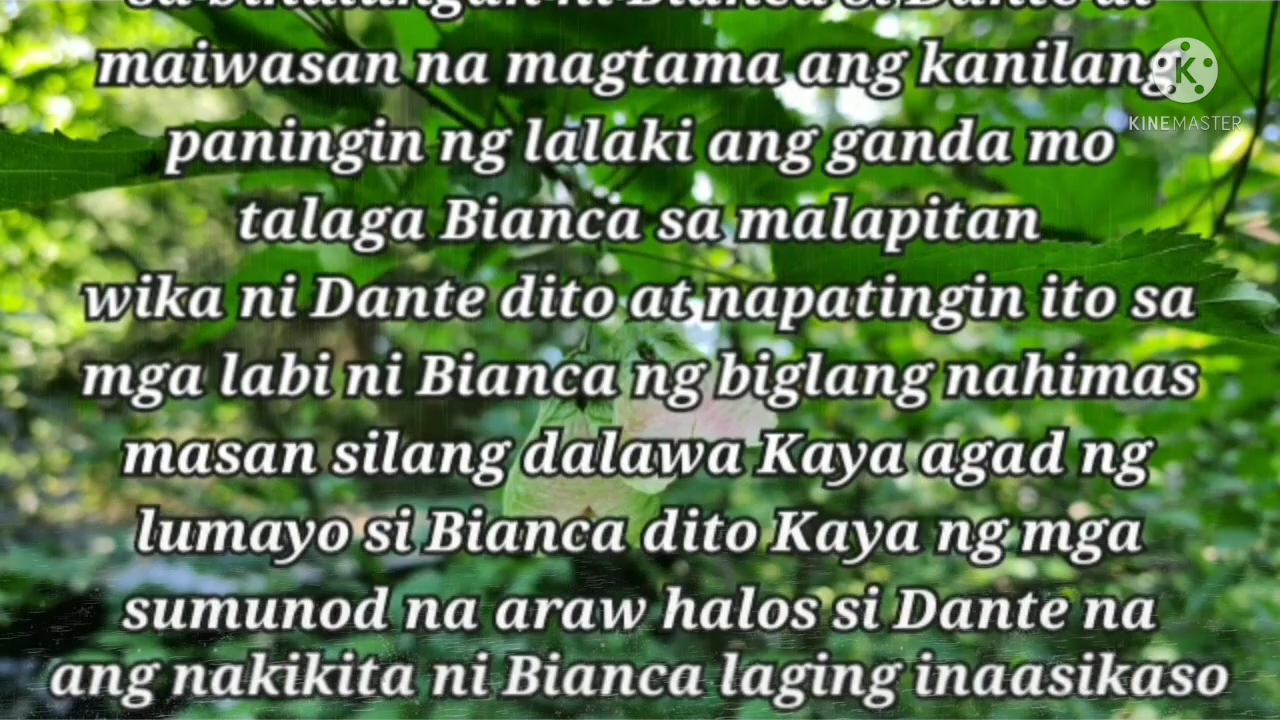 maiwasan na magtama ang kanilang
paningin ng lalaki ang ganda mo
talaga Bianca sa malapitan
wika ni Dante dito at napatingin ito sa
mga labi ni Bianca ng biglang nahimas
masan silang dalawa Kaya agad ng
lumayo si Bianca dito Kaya ng mga
sumunod na araw halos si Dante na
ang nakikita ni Bianca laging inaasikaso
K
KINEMASTER